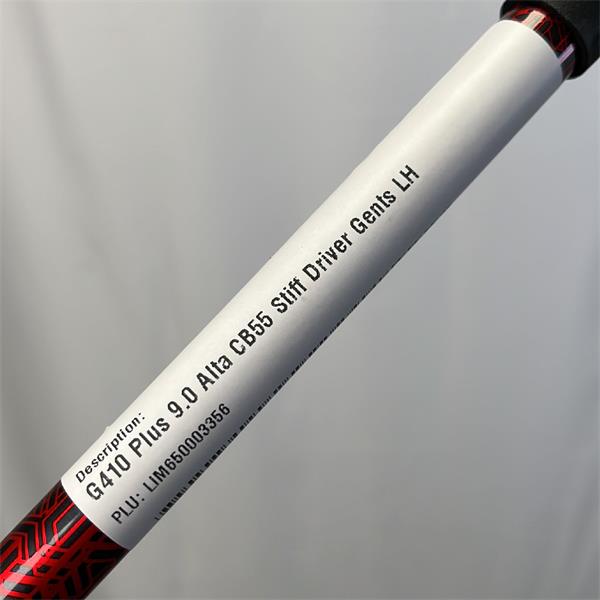 Description:
G410 Plus 9.0 Alta CB55 Stiff Driver Gents LH
PLU: LIM650003356